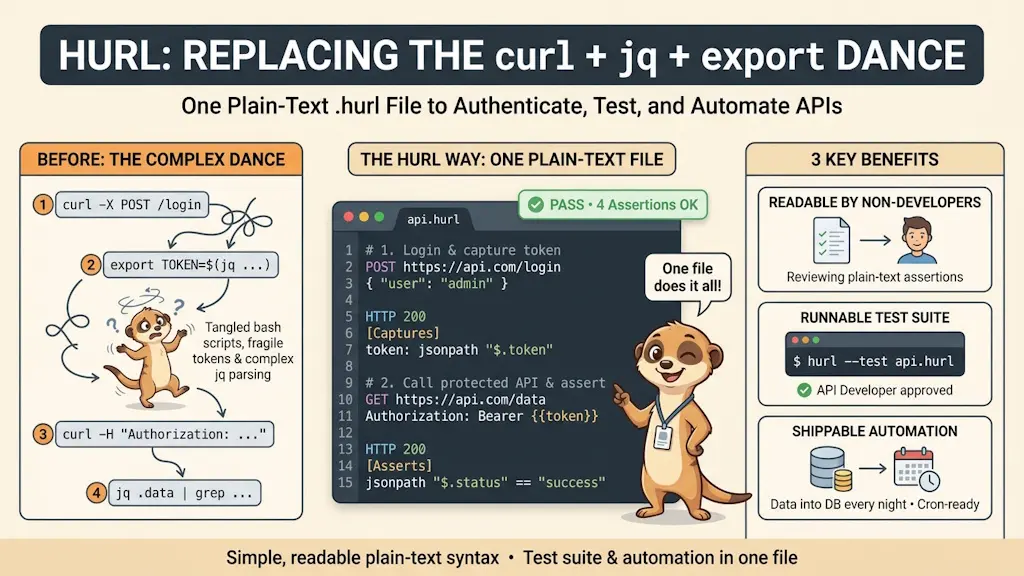 HURL: REPLACING THE curl + jq + export DANCE
One Plain-Text .hurl File to Authenticate, Test, and Automate APIs
BEFORE: THE COMPLEX DANCE
1 curl -X POST /login
2 export TOKEN=$(jq ...)
? ?
Tangled bash
scripts, fragile
tokens & complex
jq parsing
3 curl -H "Authorization: ..."
4 jq .data | grep ...
THE HURL WAY: ONE PLAIN-TEXT FILE
PASS • 4 Assertions OK
api.hurl
1 # 1. Login & capture token
2 POST https://api.com/login
3 { "user": "admin" }
4
5 HTTP 200
6 [Captures]
7 token: jsonpath "$.token"
8
9 # 2. Call protected API & assert
10 GET https://api.com/data
11 Authorization: Bearer {{token}}
12
13 HTTP 200
14 [Asserts]
15 jsonpath "$.status" == "success"
One file
does it all!
3 KEY BENEFITS
READABLE BY NON-DEVELOPERS
Reviewing plain-text assertions
RUNNABLE TEST SUITE
$ hurl --test api.hurl
API Developer approved
SHIPPABLE AUTOMATION
Data into DB every night • Cron-ready
Simple, readable plain-text syntax • Test suite & automation in one file